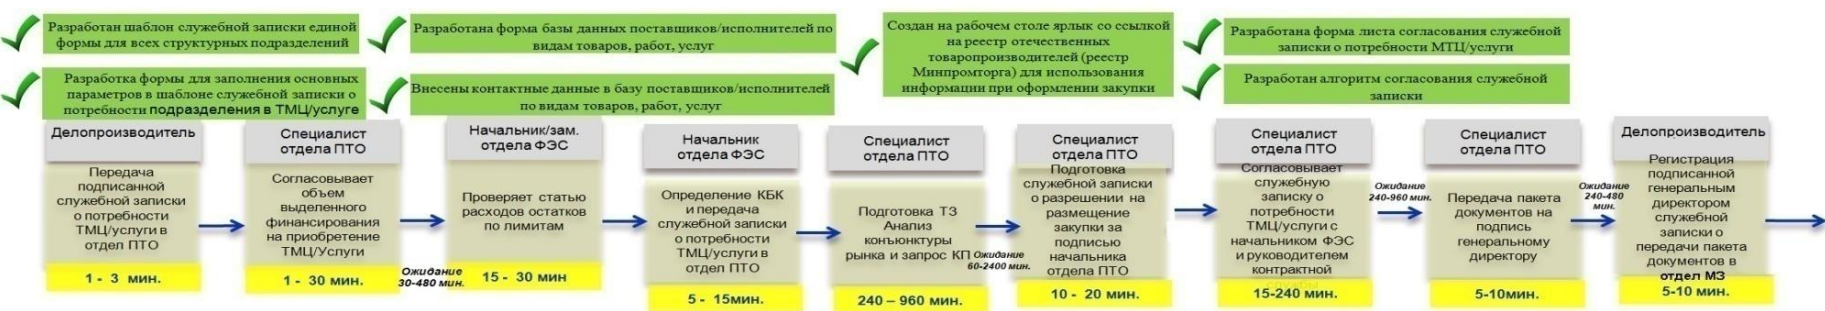 Разработан шаблон служебной записки единой
формы для всех структурных подразделений
Разработка формы для заполнения основных
параметров в шаблоне служебной записки о
потребности подразделения в ТМЦ/услуге
Разработана форма базы данных поставщиков/исполнителей по
видам товаров, работ, услуг
Внесены контактные данные в базу поставщиков/исполнителей
по видам товаров, работ, услуг
Создан на рабочем столе ярлык со ссылкой
на реестр отечественных
товаропроизводителей (реестр
Минпромторга) для использования
информации при оформлении закупки
Разработана форма листа согласования служебной
записки о потребности МТЦ/услуги
Разработан алгоритм согласования служебной
записки
Делопроизводитель
Передача
подписанной
служебной записки
о потребности
ТМЦ/услуги в
отдел ПТО
1 - 3 мин.
Специалист
отдела ПТО
Согласовывает
объем
выделенного
финансирования
на приобретение
ТМЦ/Услуги
1 - 30 мин.
Ожидание
30-480 мин.
Начальник/зам.
отдела ФЭС
Проверяет статью
расходов остатков
по лимитам
15 - 30 мин
Начальник
отдела ФЭС
Определение КБК
и передача
служебной записки
о потребности
ТМЦ/услуги в
отдел ПТО
5 - 15мин.
Специалист
отдела ПТО
Подготовка ТЗ
Анализ
конъюнктуры
рынка и запрос КП
240 – 960 мин.
Ожидание
60-2400 мин.
Специалист
отдела ПТО
Подготовка
служебной записки
о разрешении на
размещение
закупки за
подписью
начальника
отдела ПТО
10 - 20 мин.
Специалист
отдела ПТО
Согласовывает
служебную
записку о
потребности
ТМЦ/услуги с
начальником ФЭС
и руководителем
контрактной
службы
15-240 мин.
Ожидание
240-960 мин.
Специалист
отдела ПТО
Передача пакета
документов на
подпись
генеральному
директору
5-10мин.
Ожидание
240-480
мин.
Делопроизводитель
Регистрация
подписанной
генеральным
директором
служебной
записки о
передачи пакета
документов в
отдел МЗ
5-10 мин.